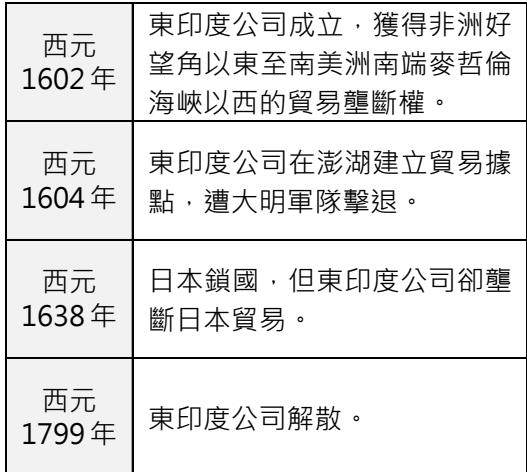 西元
1602年
東印度公司成立，獲得非洲好
望角以東至南美洲南端麥哲倫
海峽以西的貿易壟斷權。
西元
1604年
東印度公司在澎湖建立貿易據
點，遭大明軍隊擊退。
西元
1638年
日本鎖國，但東印度公司卻壟
斷日本貿易。
西元
1799年
東印度公司解散。